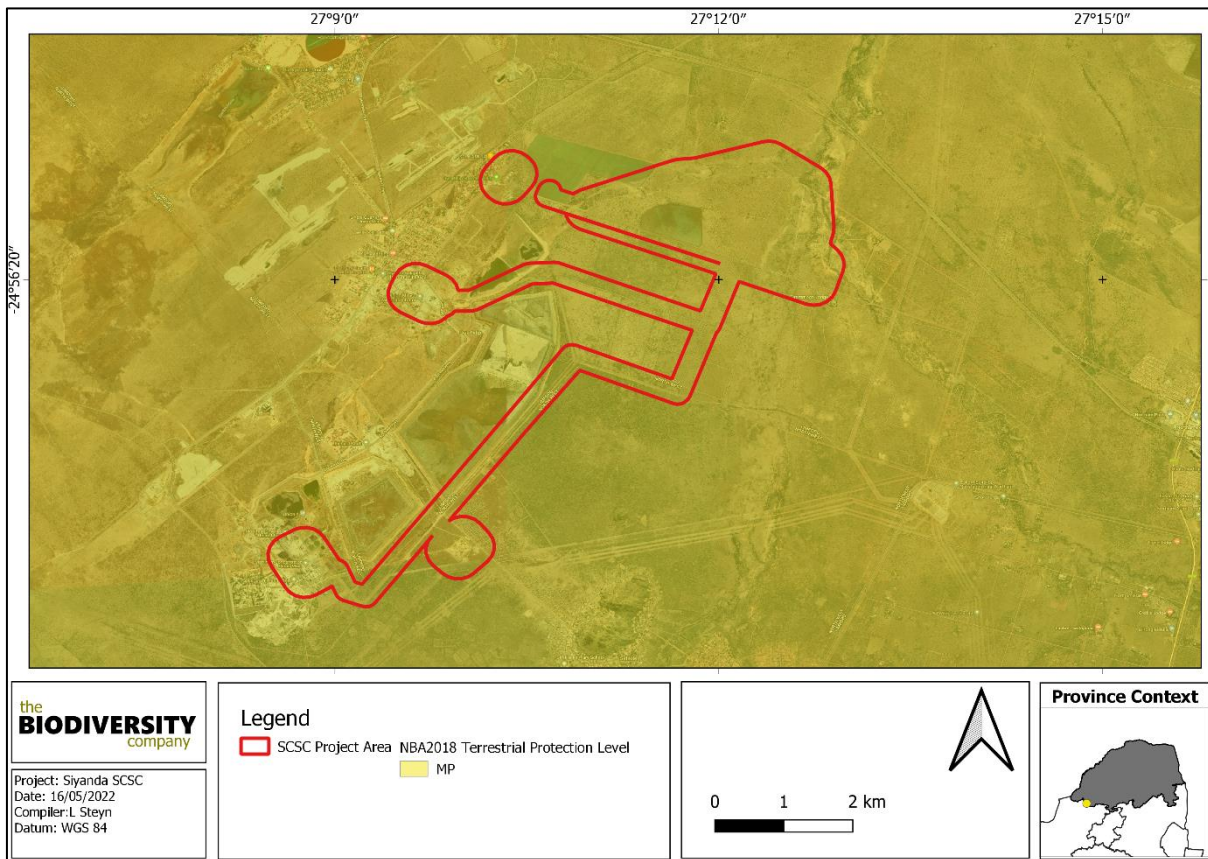 27°9'0"
27°12'0"
27°15'0"
-24°56'20"
the
BIODIVERSITY
company
Project: Siyanda SCSC
Date: 16/05/2022
Compiler:L Steyn
Datum: WGS 84
Legend
SCSC Project Area
NBA2018 Terrestrial Protection Level
MP
0 1 2 km
Province Context